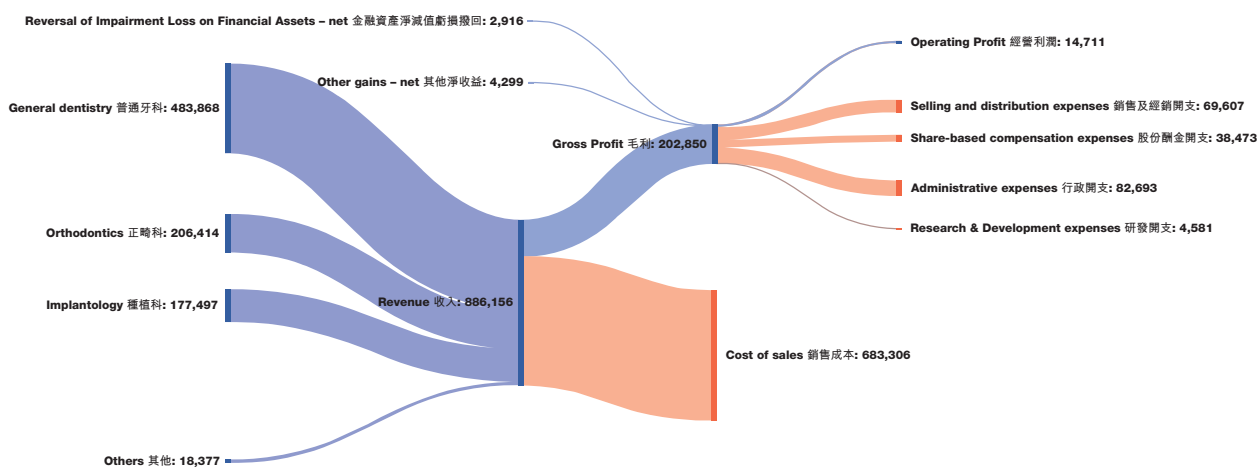 Reversal of Impairment Loss on Financial Assets – net 金融資產淨減值虧損撥回: 2,916
Operating Profit 經營利潤: 14,711
Other gains – net 其他淨收益: 4,299
General dentistry 普通牙科: 483,868
Selling and distribution expenses 銷售及經銷開支: 69,607
Share-based compensation expenses 股份酬金開支: 38,473
Gross Profit 毛利: 202,850
Administrative expenses 行政開支: 82,693
Research & Development expenses 研發開支: 4,581
Orthodontics 正畸科: 206,414
Implantology 種植科: 177,497
Revenue 收入: 886,156
Cost of sales 銷售成本: 683,306
Others 其他: 18,377